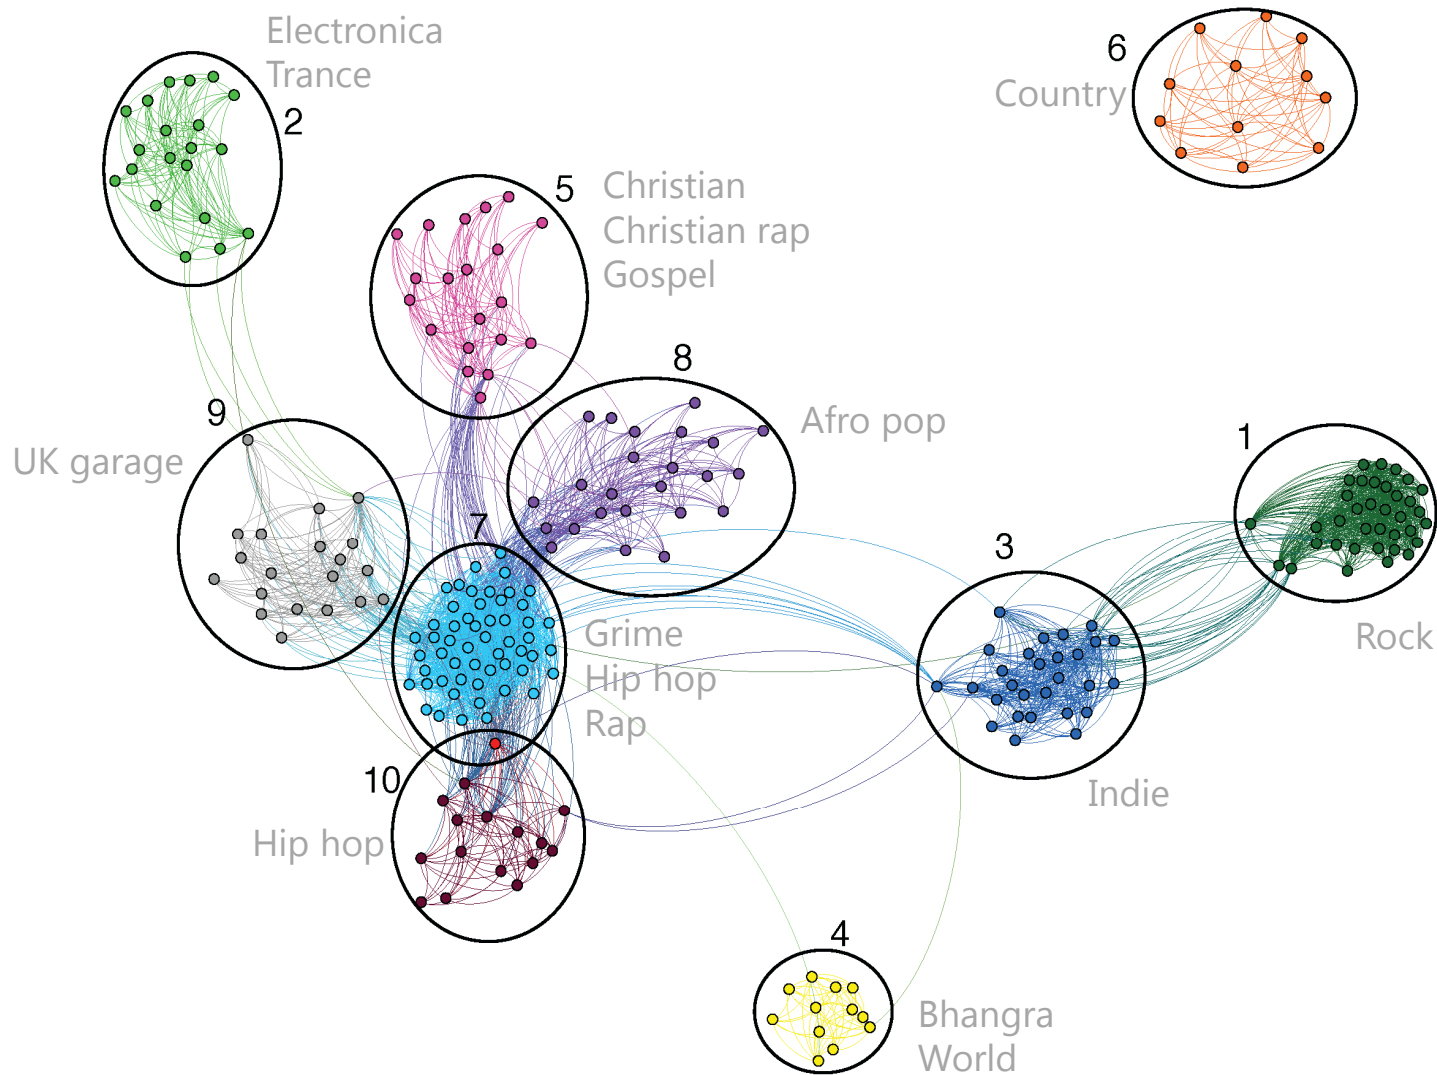 Electronica
Trance
2
6
Country
5
Christian
Christian rap
Gospel
8
Afro pop
9
UK garage
1
Rock
7
Grime
Hip hop
Rap
3
Indie
10
Hip hop
4
Bhangra
World